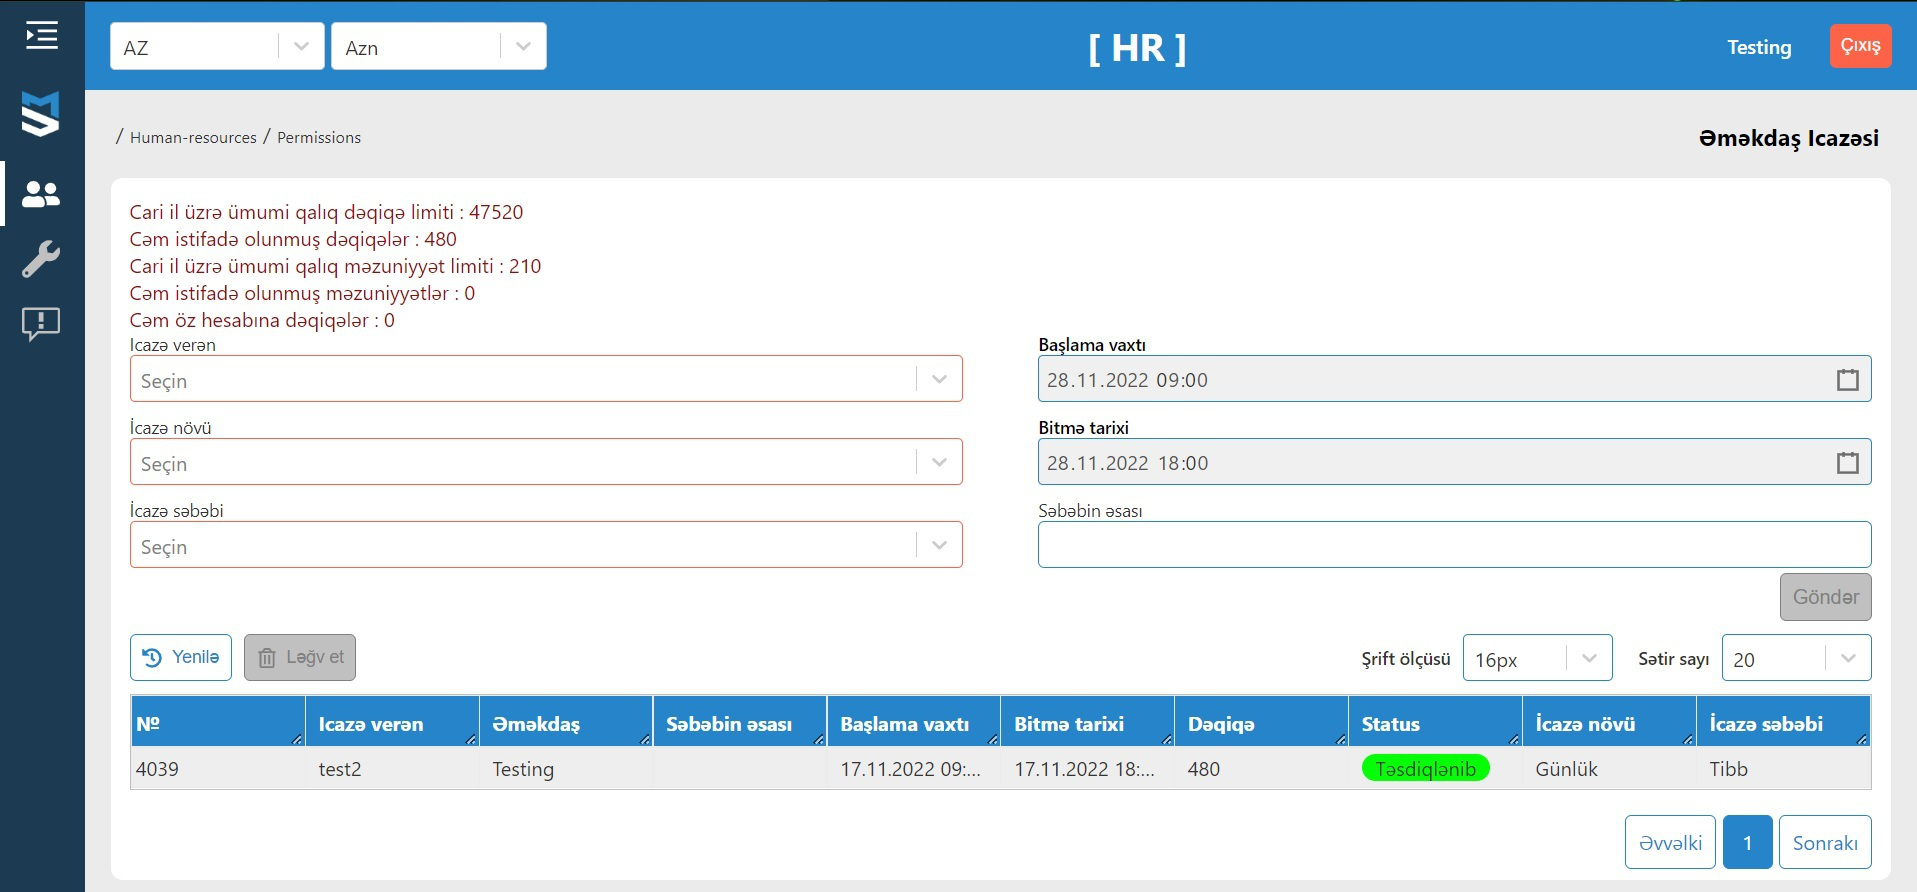 AZ
Azn
[ HR ]
Testing
Çıxış
/ Human-resources / Permissions
Əməkdaş Icazəsi
Cari il üzrə ümumi qalıq dəqiqə limiti : 47520
Cəm istifadə olunmuş dəqiqələr : 480
Cari il üzrə ümumi qalıq məzuniyyət limiti : 210
Cəm istifadə olunmuş məzuniyyətlər : 0
Cəm öz hesabına dəqiqələr : 0
Icazə verən
Seçin
Başlama vaxtı
28.11.2022 09:00
İcazə növü
Seçin
Bitmə tarixi
28.11.2022 18:00
İcazə səbəbi
Seçin
Səbəbin əsası
Göndər
Yenilə
Ləğv et
Şrift ölçüsü
16px
Sətir sayı
20
№ Icazə verən Əməkdaş Səbəbin əsası Başlama vaxtı Bitmə tarixi Dəqiqə Status İcazə növü İcazə səbəbi
4039 test2 Testing 17.11.2022 09:... 17.11.2022 18:... 480 Təsdiqlənib Günlük Tibb
Əvvəlki
1
Sonrakı